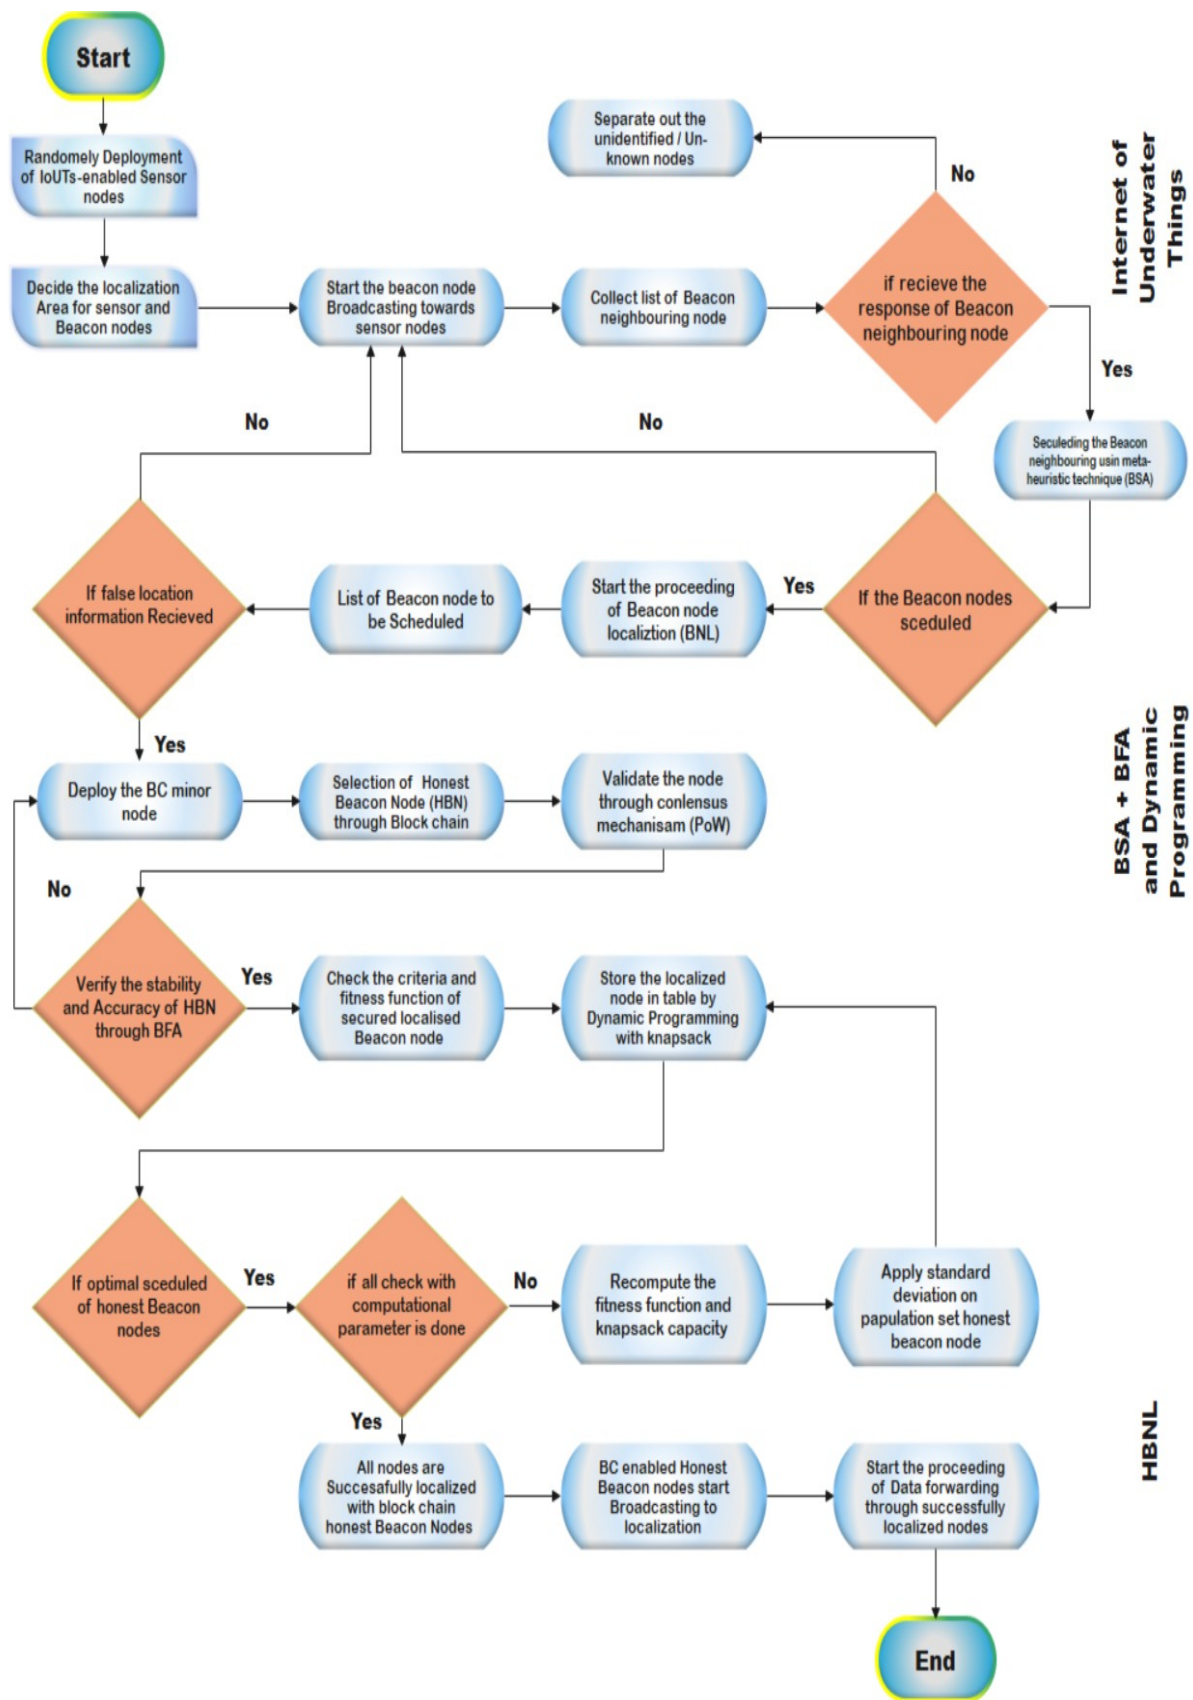 Start
Randomely Deployment
of IoUTs-enabled Sensor
nodes
Decide the localization
Area for sensor and
Beacon nodes
Start the beacon node
Broadcasting towards
sensor nodes
Collect list of Beacon
neighbouring node
if recieve the
response of Beacon
neighbouring node
No
Separate out the
unidentified / Un-
known nodes
Internet of
Underwater
Things
Yes
Seculeding the Beacon
neighbouring usin meta-
heuristic technique (BSA)
No
No
If the Beacon nodes
sceduled
Yes
Start the proceeding
of Beacon node
localiztion (BNL)
List of Beacon node to
be Scheduled
If false location
information Recieved
Yes
Deploy the BC minor
node
Selection of Honest
Beacon Node (HBN)
through Block chain
Validate the node
through conlensus
mechanisam (PoW)
BSA + BFA
and Dynamic
Programming
No
Verify the stability
and Accuracy of HBN
through BFA
Yes
Check the criteria and
fitness function of
secured localised
Beacon node
Store the localized
node in table by
Dynamic Programming
with knapsack
If optimal sceduled
of honest Beacon
nodes
Yes
if all check with
computational
parameter is done
No
Recompute the
fitness function and
knapsack capacity
Apply standard
deviation on
papulation set honest
beacon node
Yes
All nodes are
Succesafully localized
with block chain
honest Beacon Nodes
BC enabled Honest
Beacon nodes start
Broadcasting to
localization
Start the proceeding
of Data forwarding
through successfully
localized nodes
HBNL
End